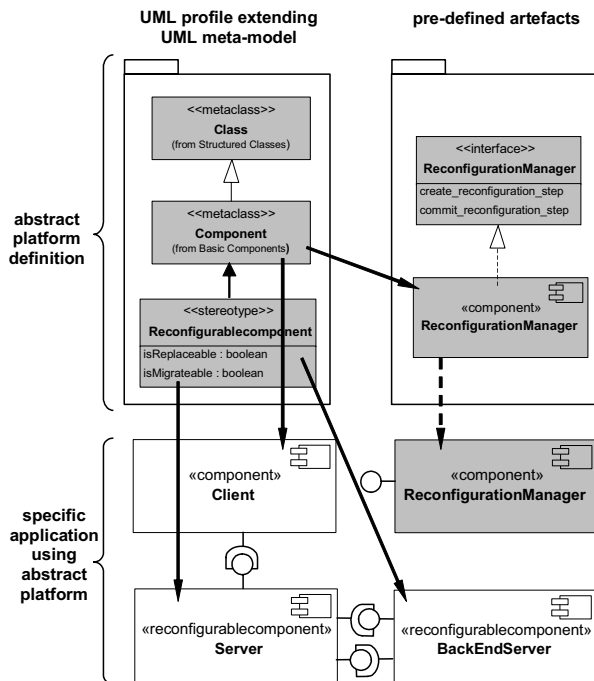 UML profile extending
UML meta-model
pre-defined artefacts
abstract
platform
definition
<<metaclass>>
Class
(from Structured Classes)
<<metaclass>>
Component
(from Basic Components)
<<stereotype>>
Reconfigurablecomponent
isReplaceable : boolean
isMigrateable : boolean
<<interface>>
ReconfigurationManager
create_reconfiguration_step
commit_reconfiguration_step
«component»
ReconfigurationManager
specific
application
using
abstract
platform
«component»
Client
«component»
ReconfigurationManager
«reconfigurablecomponent»
Server
«reconfigurablecomponent»
BackEndServer